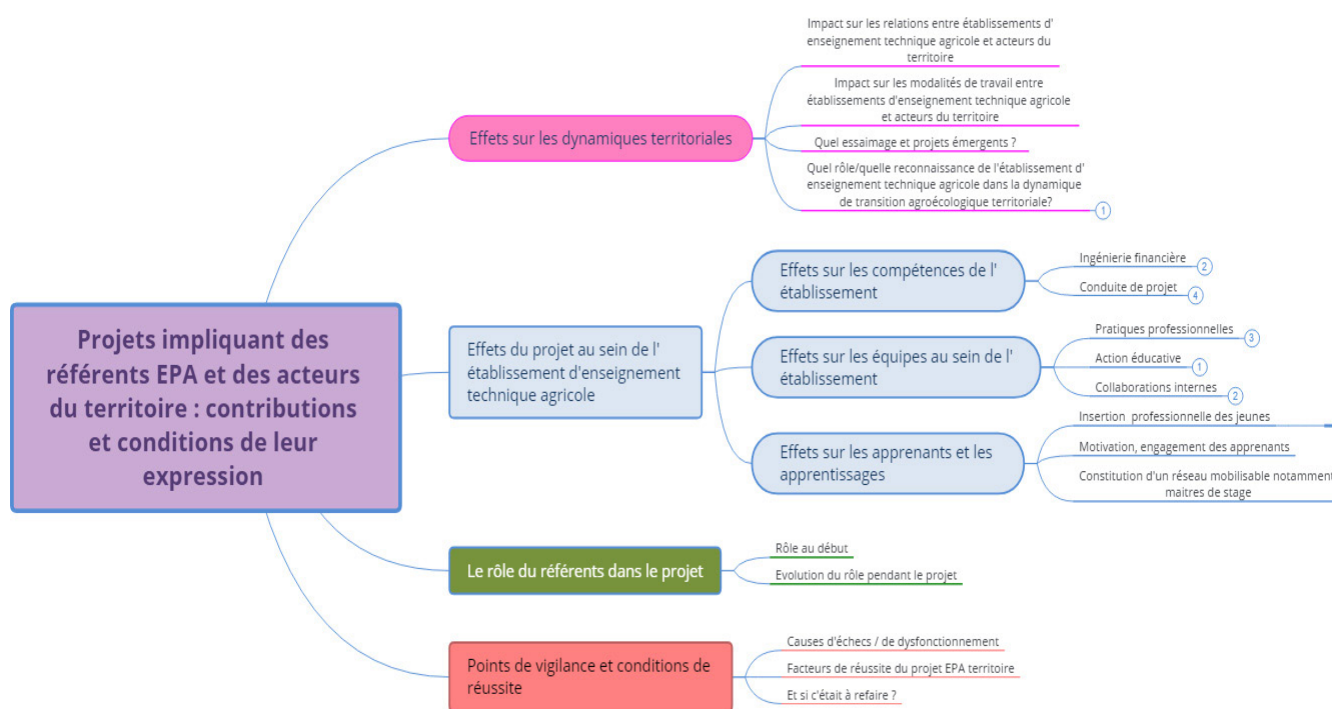 Projets impliquant des
référents EPA et des acteurs
du territoire : contributions
et conditions de leur
expression
Effets sur les dynamiques territoriales
Impact sur les relations entre établissements d'
enseignement technique agricole et acteurs du
territoire
Impact sur les modalités de travail entre
établissements d'enseignement technique agricole
et acteurs du territoire
Quel essaimage et projets émergents ?
Quel rôle/quelle reconnaissance de l'établissement d'
enseignement technique agricole dans la dynamique
de transition agroécologique territoriale?
1
Effets du projet au sein de l'
établissement d'enseignement
technique agricole
Effets sur les compétences de l'
établissement
Ingénierie financière
2
Conduite de projet
4
Effets sur les équipes au sein de l'
établissement
Pratiques professionnelles
3
Action éducative
1
Collaborations internes
2
Effets sur les apprenants et les
apprentissages
Insertion professionnelle des jeunes
Motivation, engagement des apprenants
Constitution d'un réseau mobilisable notamment
maitres de stage
Le rôle du référents dans le projet
Rôle au début
Evolution du rôle pendant le projet
Points de vigilance et conditions de
réussite
Causes d'échecs / de dysfonctionnement
Facteurs de réussite du projet EPA territoire
Et si c'était à refaire ?